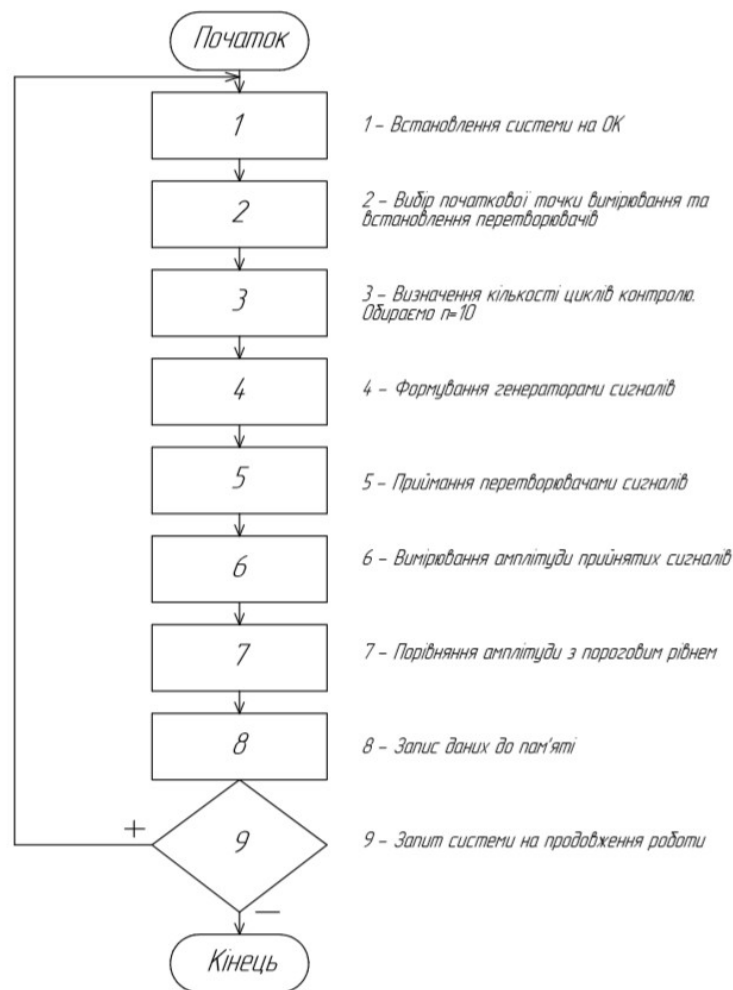 Початок
1
1 - Встановлення системи на ОК
2
2 - Вибір початкової точки вимірювання та
встановлення перетворювачів
3
3 - Визначення кількості циклів контролю.
Обираємо n=10
4
4 - Формування генераторами сигналів
5
5 - Приймання перетворювачами сигналів
6
6 - Вимірювання амплітуди прийнятих сигналів
7
7 - Порівняння амплітуди з пороговим рівнем
8
8 - Запис даних до пам'яті
+
9
9 - Запит системи на продовження роботи
—
Кінець